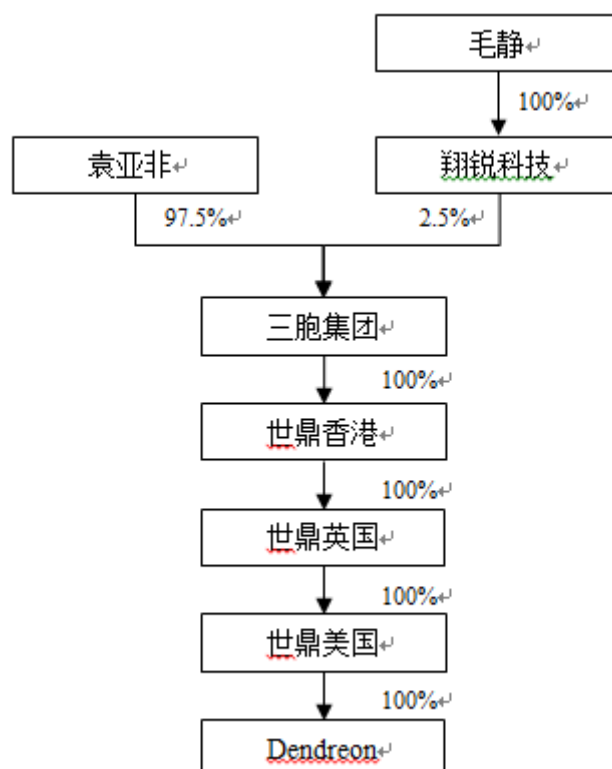 毛静
100%
袁亚非
翔锐科技
97.5%
2.5%
三胞集团
100%
世鼎香港
100%
世鼎英国
100%
世鼎美国
100%
Dendreon